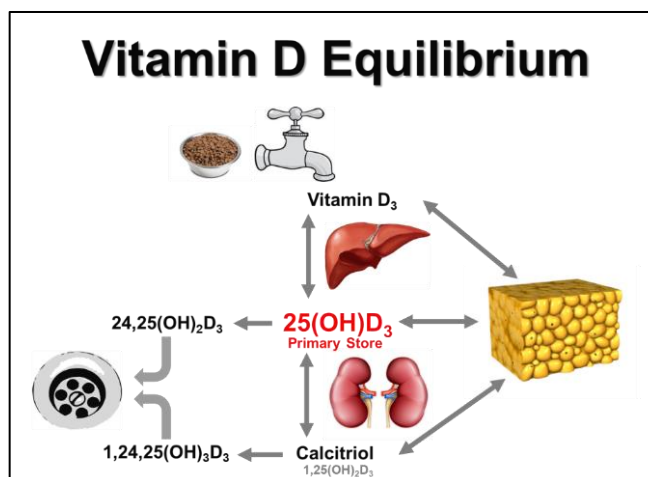 Vitamin D Equilibrium
Vitamin D₃
24,25(OH)₂D₃
25(OH)D₃
Primary Store
1,24,25(OH)₃D₃
Calcitriol
1,25(OH)₂D₃